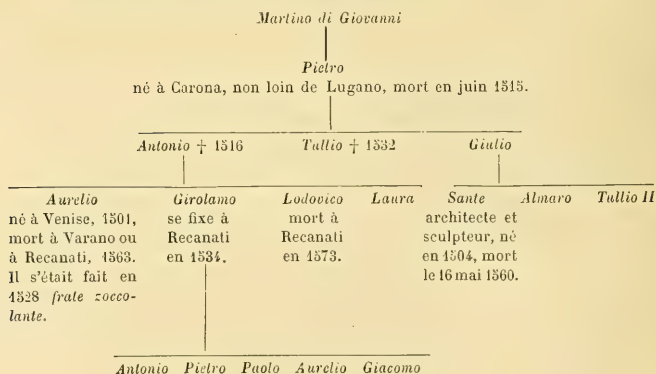 Martino di Giovanni
Pietro
né à Carona, non loin de Lugano, mort en juin 1515.
Antonio † 1516 Tullio † 1532 Giulio
Aurelio
né à Venise, 1501,
mort à Varano ou
à Recanati, 1563.
Il s'était fait en
1528 frate zocco-
lante.
Girolamo
se fixe à
Recanati
en 1534.
Lodovico
mort à
Recanati
en 1573.
Laura
Sante
architecte et
sculpteur, né
en 1504, mort
le 16 mai 1560.
Almaro
Tullio II
Antonio Pietro Paolo Aurelio Giacomo